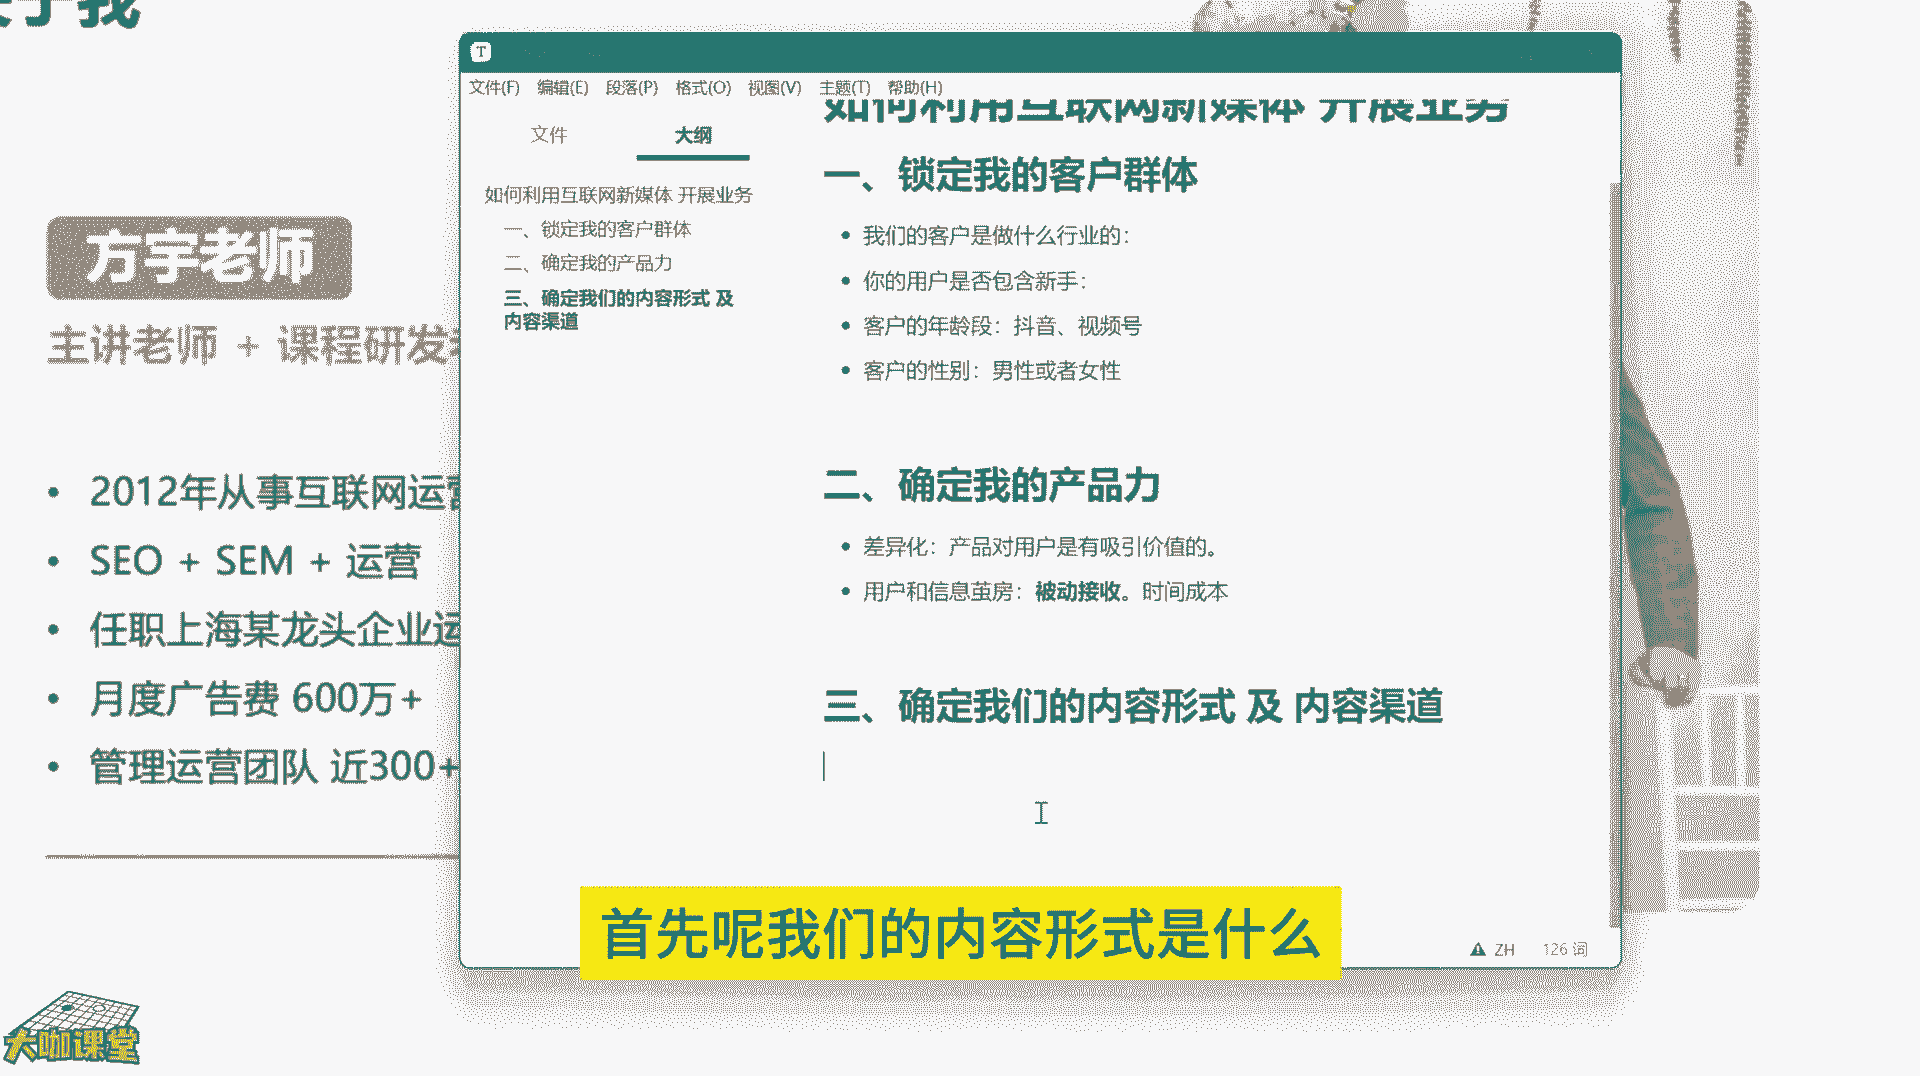 于我
方宇老师
主讲老师 + 课程研发
2012年从事互联网运营
SEO + SEM + 运营
任职上海某龙头企业运
月度广告费 600万+
管理运营团队 近300+
大咖课堂
T
文件(F) 编辑(E) 段落(P) 格式(O) 视图(V) 主题(T) 帮助(H)
文件 大纲
如何利用互联网新媒体 开展业务
一、锁定我的客户群体
二、确定我的产品力
三、确定我们的内容形式 及
内容渠道
如何利用互联网新媒体 开展业务
一、锁定我的客户群体
我们的客户是做什么行业的：
你的用户是否包含新手：
客户的年龄段：抖音、视频号
客户的性别：男性或者女性
二、确定我的产品力
差异化：产品对用户是有吸引价值的。
用户和信息茧房：被动接收。时间成本
三、确定我们的内容形式 及 内容渠道
首先呢我们的内容形式是什么
ZH 126 词